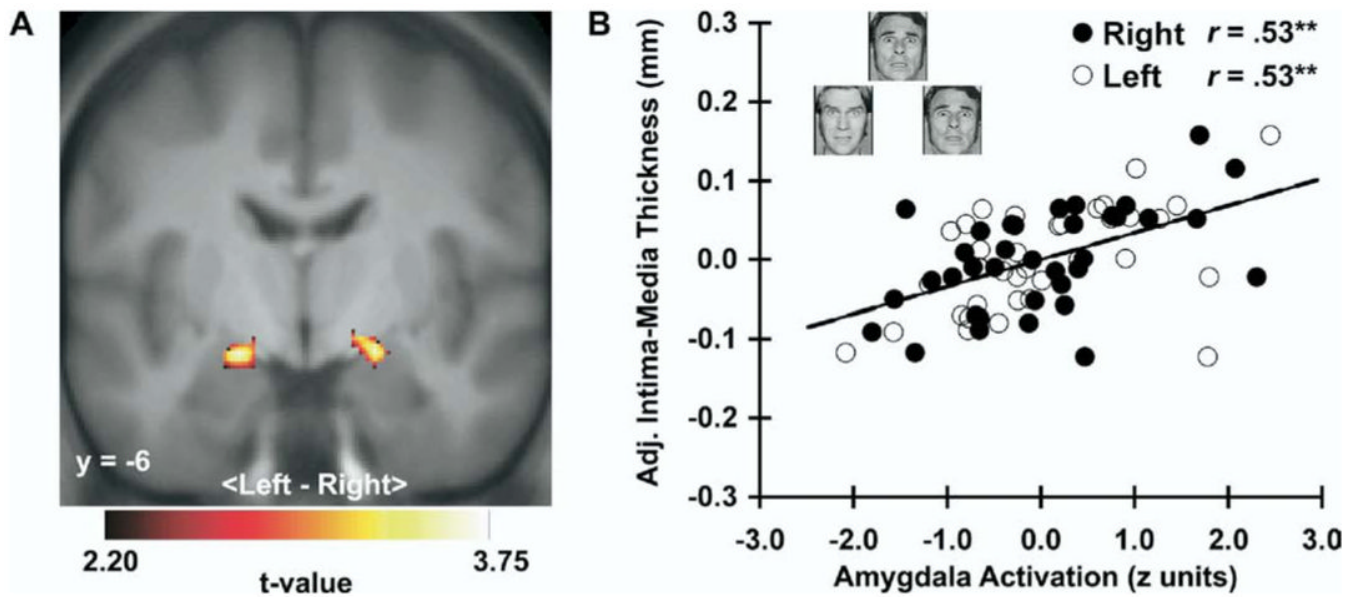 A
y = -6
<Left - Right>
2.20
3.75
t-value
B
Right r = .53**
Left r = .53**
Adj. Intima-Media Thickness (mm)
0.3
0.2
0.1
0.0
-0.1
-0.2
-0.3
-3.0 -2.0 -1.0 0.0 1.0 2.0 3.0
Amygdala Activation (z units)